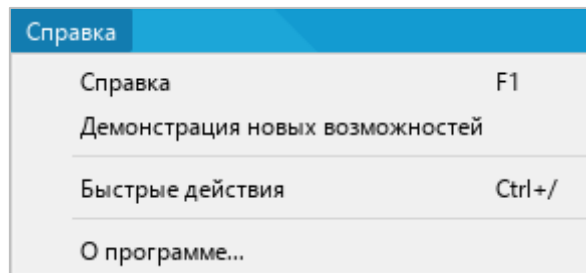 Справка
Справка F1
Демонстрация новых возможностей
Быстрые действия Ctrl+/
О программе...